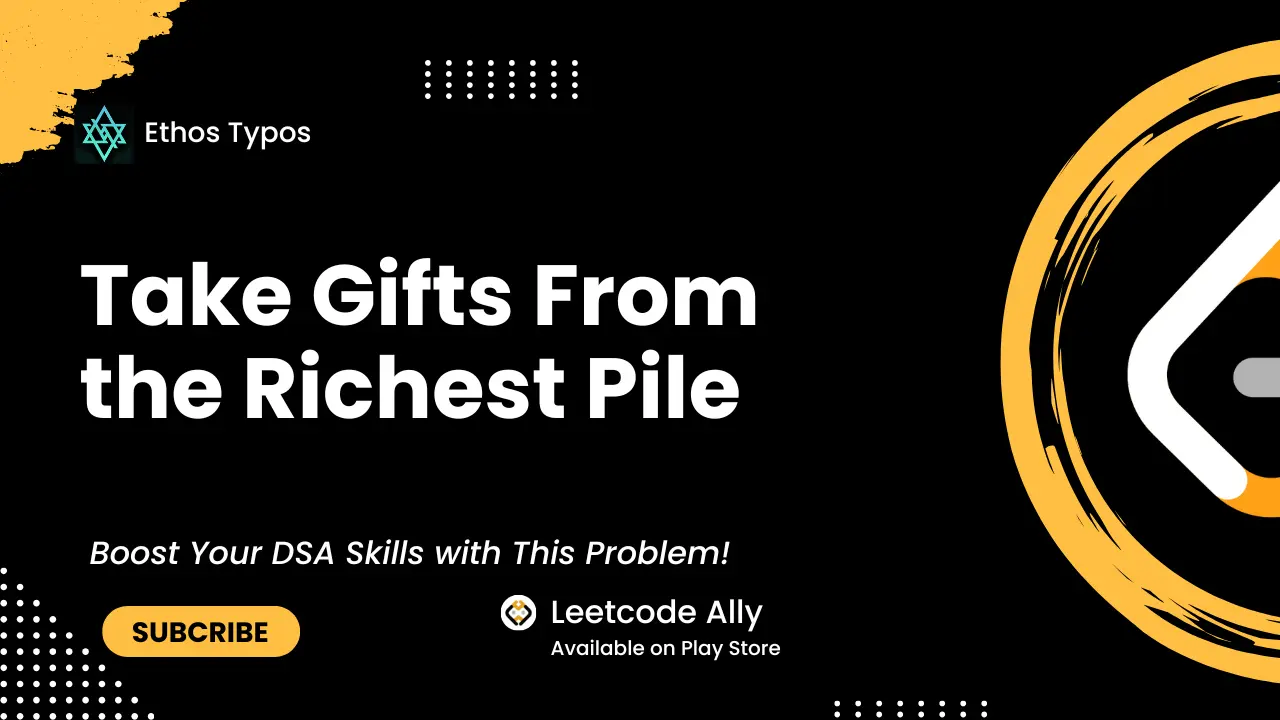 Ethos Typos
Take Gifts From
the Richest Pile
Boost Your DSA Skills with This Problem!
SUBCRIBE
Leetcode Ally
Available on Play Store